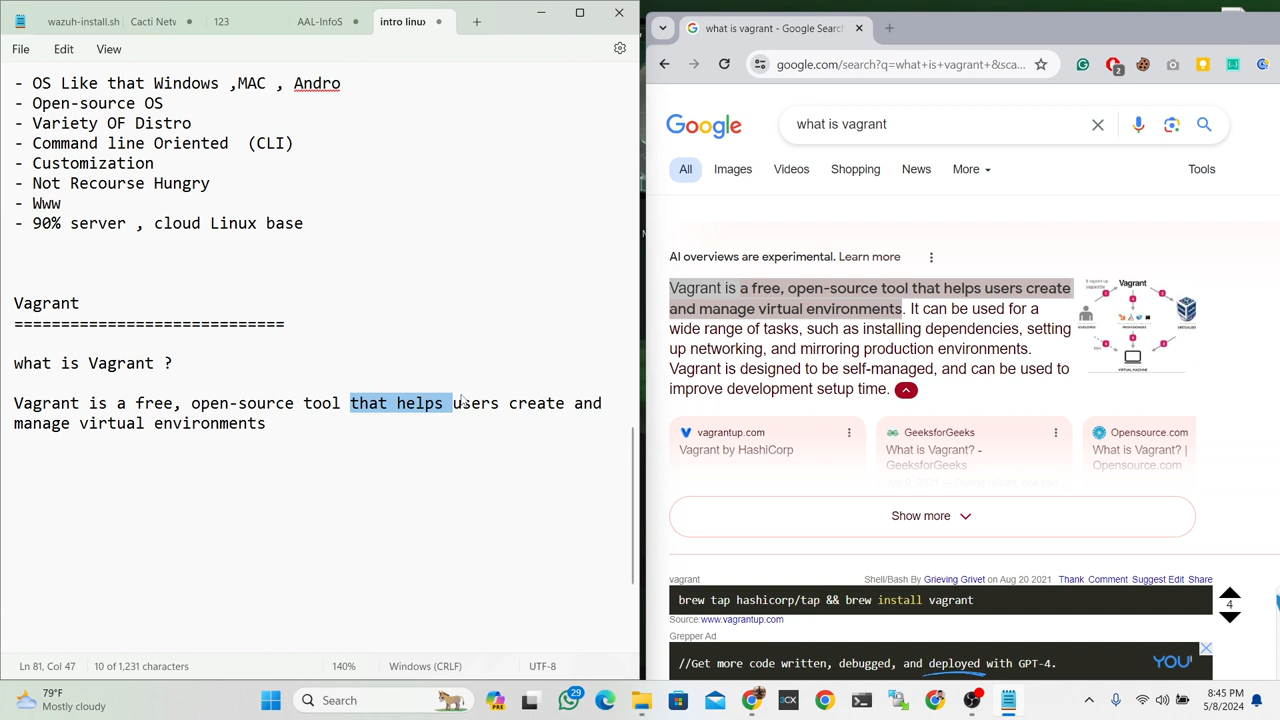 wazuh-install.sh
Cacti Netv
123
AAL-InfoS
intro linux
File Edit View
- OS Like that Windows ,MAC , Andro
- Open-source OS
- Variety OF Distro
- Command line Oriented (CLI)
- Customization
- Not Recourse Hungry
- Www
- 90% server , cloud Linux base
Vagrant
=============================
what is Vagrant ?
Vagrant is a free, open-source tool that helps users create and
manage virtual environments
Ln 81, Col 47
10 of 1,231 characters
140%
Windows (CRLF)
UTF-8
what is vagrant - Google Searc
google.com/search?q=what+is+vagrant+&sca...
2
Google
what is vagrant
All Images Videos Shopping News More
Tools
AI overviews are experimental. Learn more
Vagrant is a free, open-source tool that helps users create
and manage virtual environments. It can be used for a
wide range of tasks, such as installing dependencies, setting
up networking, and mirroring production environments.
Vagrant is designed to be self-managed, and can be used to
improve development setup time.
Vagrant
vagrantup.com
Vagrant by HashiCorp
GeeksforGeeks
What is Vagrant? -
GeeksforGeeks
Opensource.com
What is Vagrant? |
Opensource.com
Show more
vagrant
Shell/Bash By Grieving Grivet on Aug 20 2021 Thank Comment Suggest Edit Share
brew tap hashicorp/tap && brew install vagrant
4
Source:www.vagrantup.com
Grepper Ad
//Get more code written, debugged, and deployed with GPT-4.
YOU!
79°F
Mostly cloudy
Search
29
8:45 PM
5/8/2024